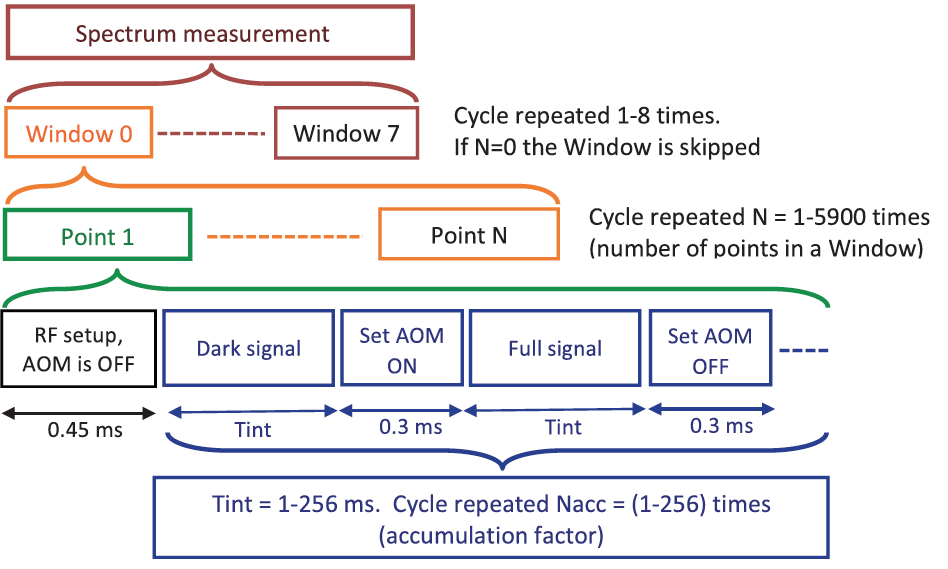 Spectrum measurement
Window 0
Window 7
Cycle repeated 1-8 times.
If N=0 the Window is skipped
Point 1
Point N
Cycle repeated N = 1-5900 times
(number of points in a Window)
RF setup,
AOM is OFF
Dark signal
Set AOM
ON
Full signal
Set AOM
OFF
0.45 ms
Tint
0.3 ms
Tint
0.3 ms
Tint = 1-256 ms. Cycle repeated Nacc = (1-256) times
(accumulation factor)